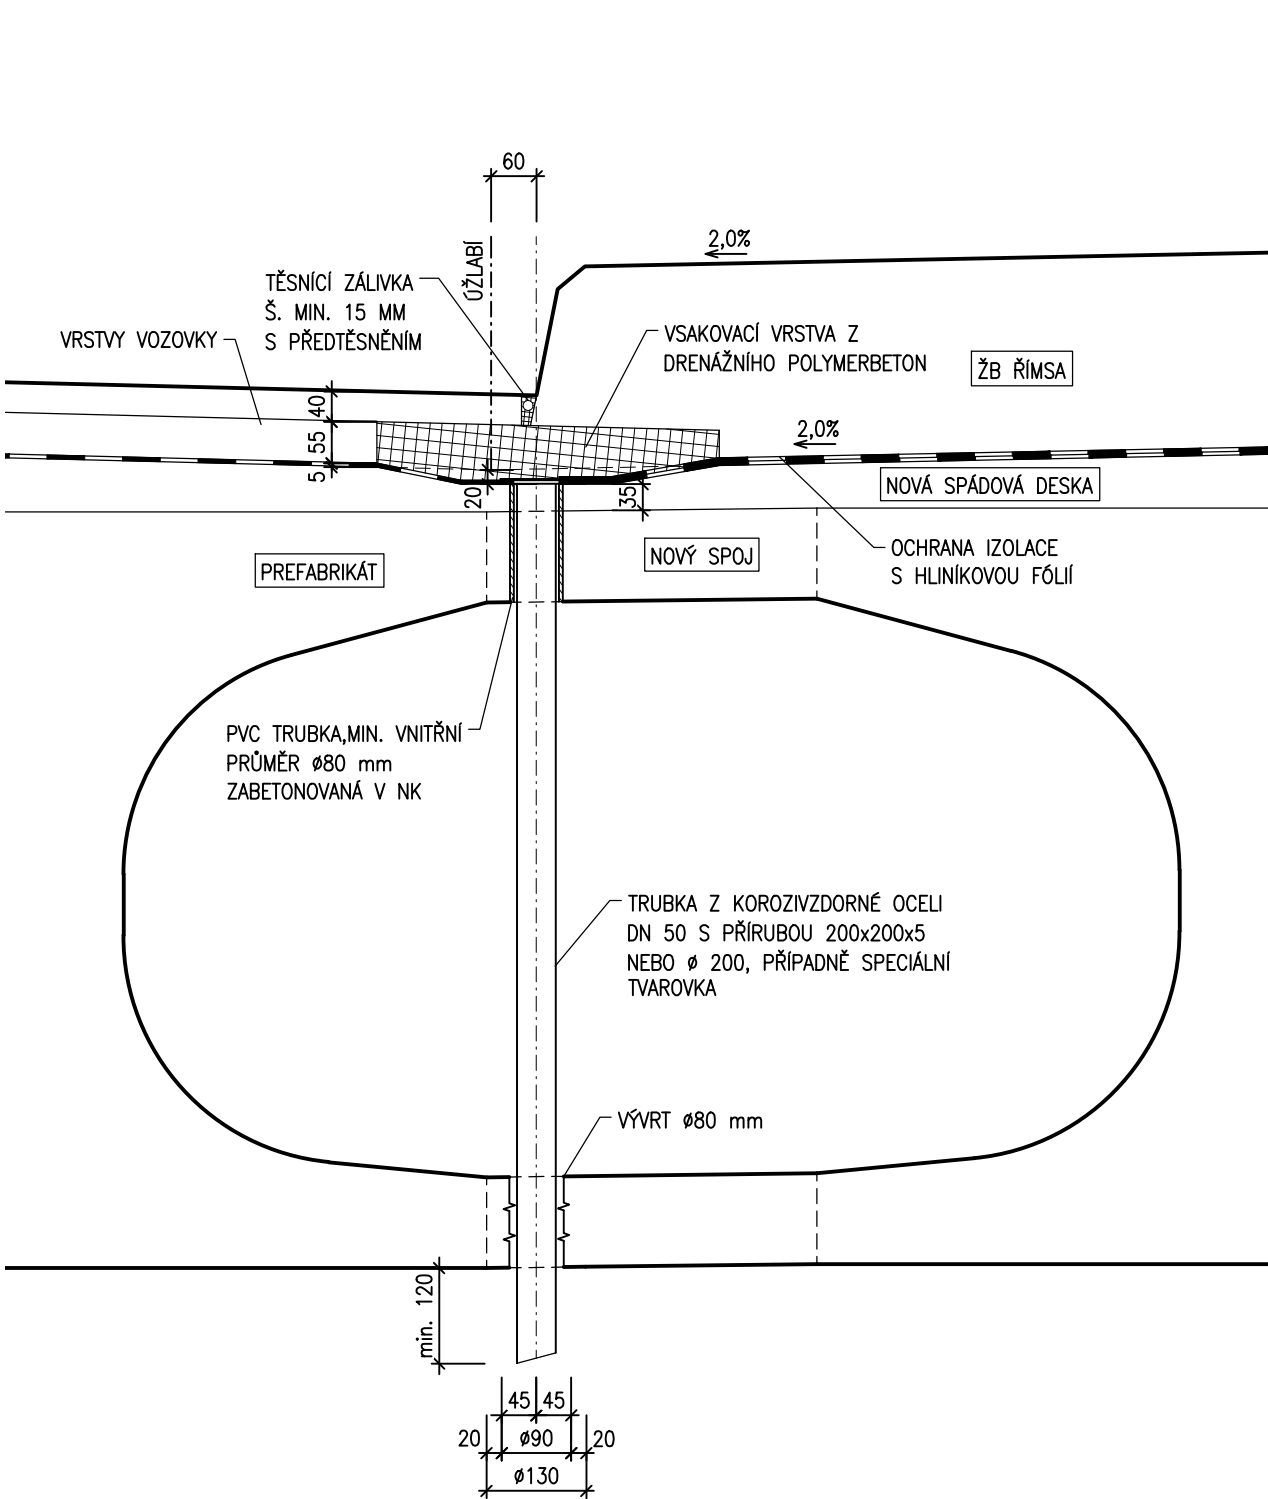 60
ÚŽLABÍ
2,0%
TĚSNÍCÍ ZÁLIVKA
Š. MIN. 15 MM
S PŘEDTĚSNĚNÍM
VRSTVY VOZOVKY
VSAKOVACÍ VRSTVA Z
DRENÁŽNÍHO POLYMERBETON
ŽB ŘÍMSA
40
55
5
2,0%
20
35
NOVÁ SPÁDOVÁ DESKA
PREFABRIKÁT
NOVÝ SPOJ
OCHRANA IZOLACE
S HLINÍKOVOU FÓLIÍ
PVC TRUBKA,MIN. VNITŘNÍ
PRŮMĚR ø80 mm
ZABETONOVANÁ V NK
TRUBKA Z KOROZIVZDORNÉ OCELI
DN 50 S PŘÍRUBOU 200x200x5
NEBO ø 200, PŘÍPADNĚ SPECIÁLNÍ
TVAROVKA
VÝVRT ø80 mm
min. 120
45 45
20 ø90 20
ø130